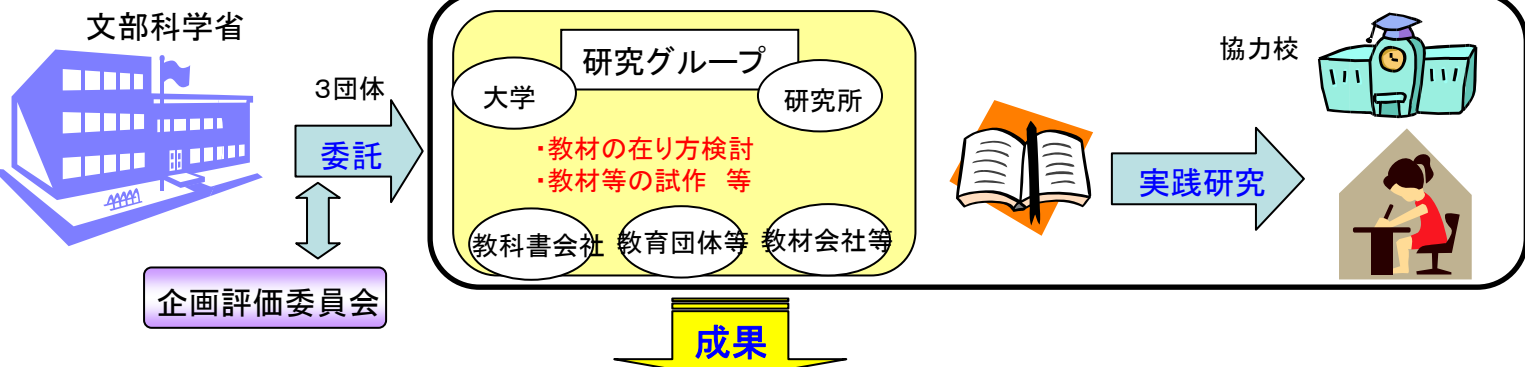 文部科学省
3団体
委託
企画評価委員会
研究グループ
大学
研究所
・教材の在り方検討
・教材等の試作　等
教科書会社
教育団体等
教材会社等
実践研究
協力校
成果